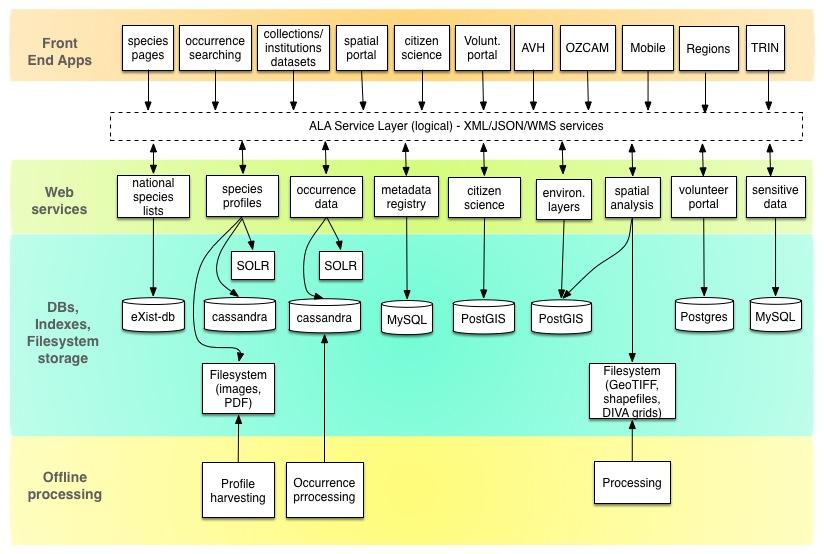 Front
End Apps
species
pages
occurrence
searching
collections/
institutions
datasets
spatial
portal
citizen
science
Volunt.
portal
AVH
OZCAM
Mobile
Regions
TRIN
ALA Service Layer (logical) - XML/JSON/WMS services
Web
services
national
species
lists
species
profiles
occurrence
data
metadata
registry
citizen
science
environ.
layers
spatial
analysis
volunteer
portal
sensitive
data
DBs,
Indexes,
Filesystem
storage
SOLR
SOLR
eXist-db
cassandra
cassandra
MySQL
PostGIS
PostGIS
Postgres
MySQL
Filesystem
(images,
PDF)
Filesystem
(GeoTIFF,
shapefiles,
DIVA grids)
Offline
processing
Profile
harvesting
Occurrence
prrocessing
Processing